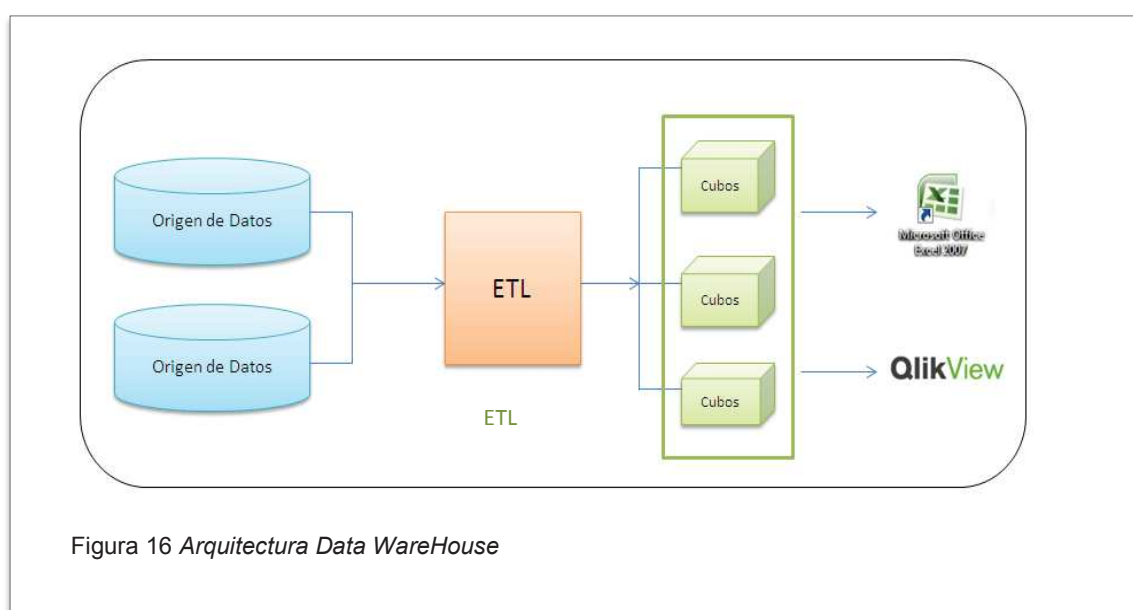 Origen de Datos
Origen de Datos
ETL
ETL
Cubos
Cubos
Cubos
Microsoft Office
Excel 2007
QlikView
Figura 16 Arquitectura Data WareHouse